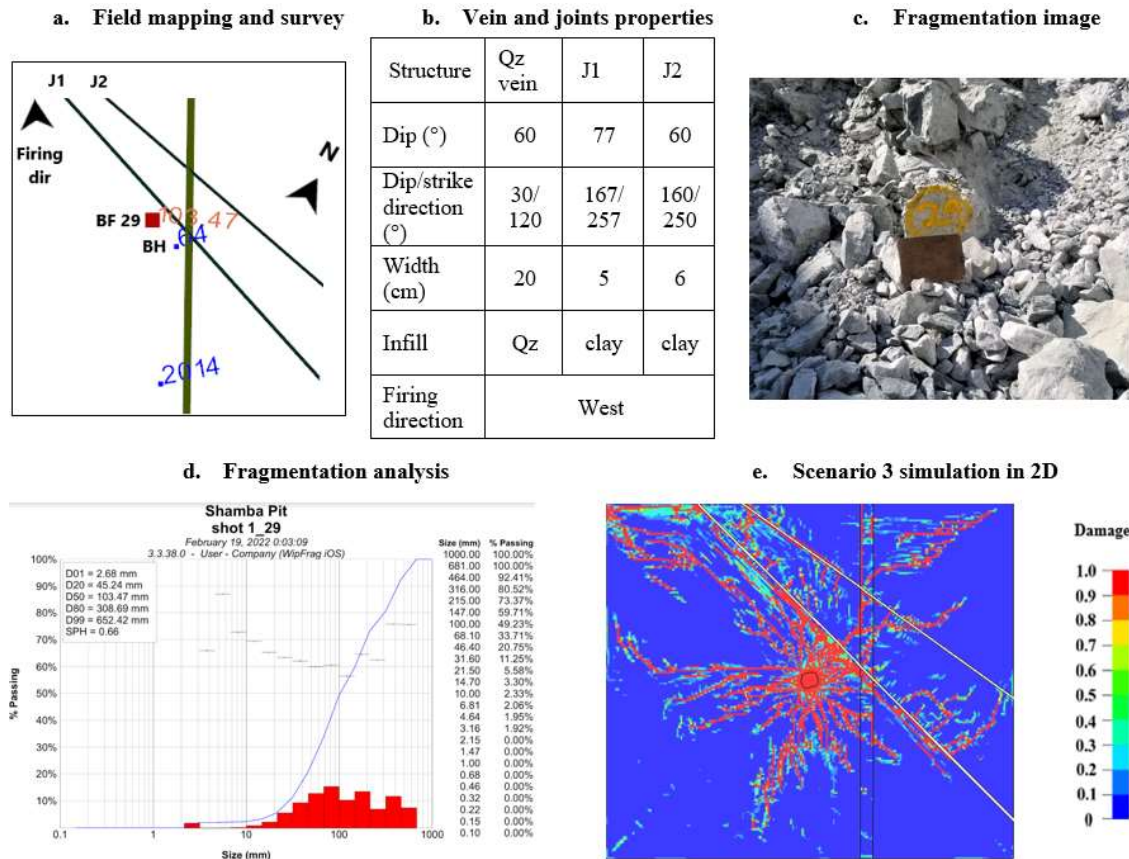 a. Field mapping and survey
J1
J2
Firing
dir
N
BF 29
103.47
BH
64
2014
b. Vein and joints properties
Structure Qz vein J1 J2
Dip (°) 60 77 60
Dip/strike direction (°) 30/120 167/257 160/250
Width (cm) 20 5 6
Infill Qz clay clay
Firing direction West
c. Fragmentation image
29
d. Fragmentation analysis
Shamba Pit
shot 1_29
February 19, 2022 0:03:09
3.3.38.0 - User - Company (WipFrag iOS)
D01 = 2.68 mm
D20 = 45.24 mm
D50 = 103.47 mm
D80 = 308.69 mm
D99 = 652.42 mm
SPH = 0.66
% Passing
100%
90%
80%
70%
60%
50%
40%
30%
20%
10%
0.1 1 10 100 1000
Size (mm)
Size (mm) % Passing
1000.00 100.00%
681.00 100.00%
464.00 92.41%
316.00 80.52%
215.00 73.37%
147.00 59.71%
100.00 49.23%
68.10 33.71%
46.40 20.75%
31.60 11.25%
21.50 5.58%
14.70 3.30%
10.00 2.33%
6.81 2.06%
4.64 1.95%
3.16 1.92%
2.15 0.00%
1.47 0.00%
1.00 0.00%
0.68 0.00%
0.46 0.00%
0.32 0.00%
0.22 0.00%
0.15 0.00%
0.10 0.00%
e. Scenario 3 simulation in 2D
Damage
1.0
0.9
0.8
0.7
0.6
0.5
0.4
0.3
0.2
0.1
0